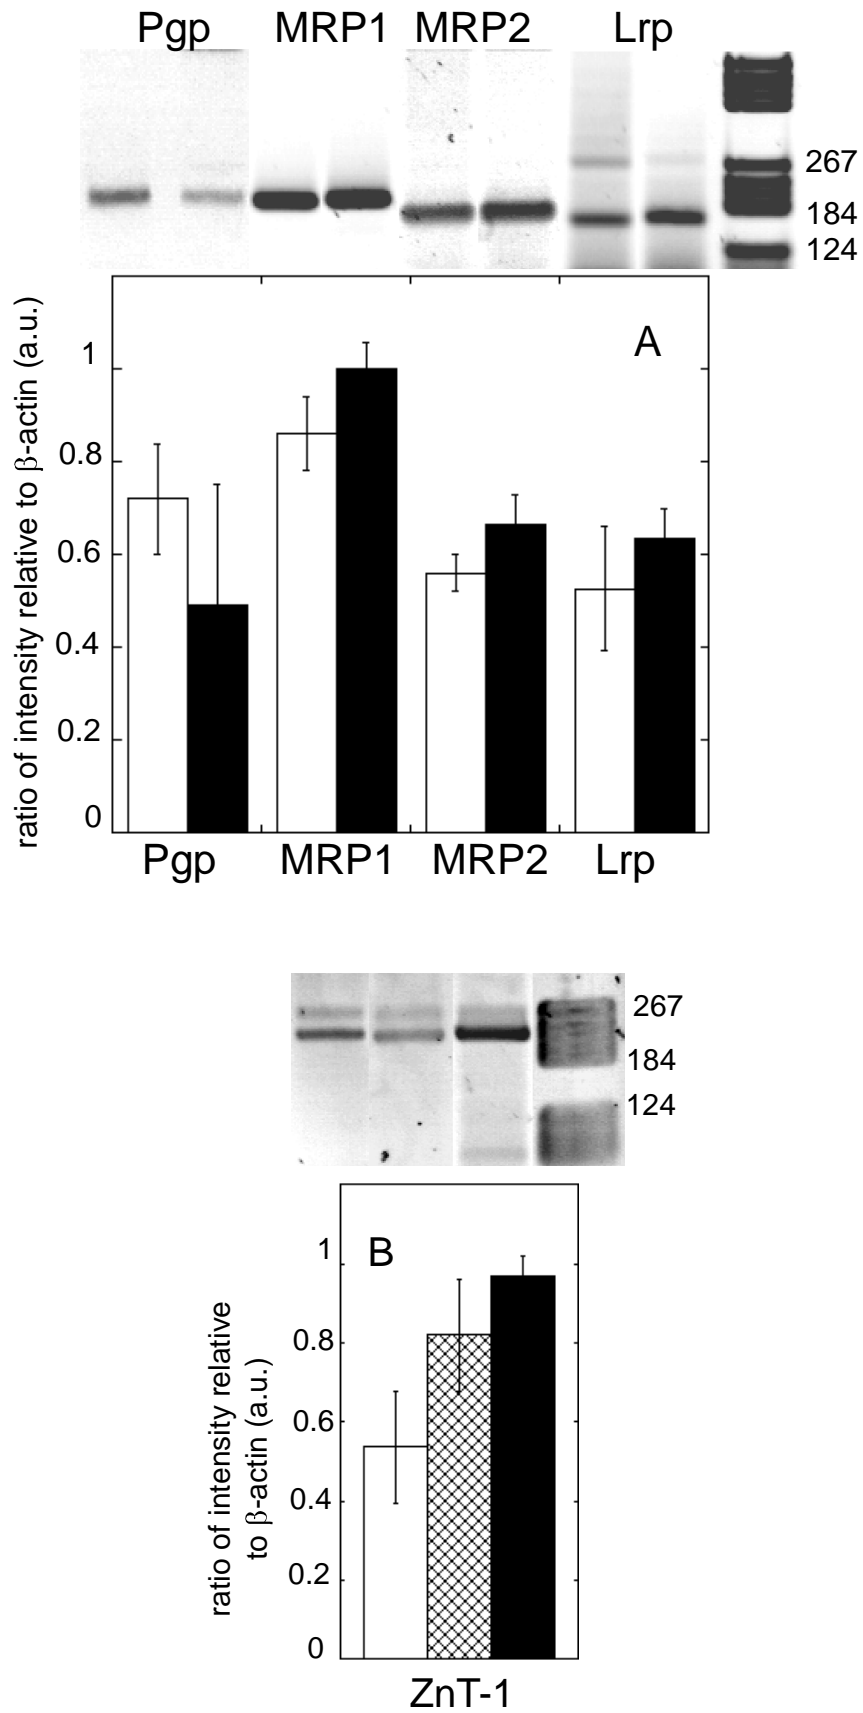 Pgp MRP1 MRP2 Lrp
267
184
124
A
ratio of intensity relative to β-actin (a.u.)
1
0.8
0.6
0.4
0.2
0
Pgp MRP1 MRP2 Lrp
267
184
124
B
ratio of intensity relative
to β-actin (a.u.)
1
0.8
0.6
0.4
0.2
0
ZnT-1